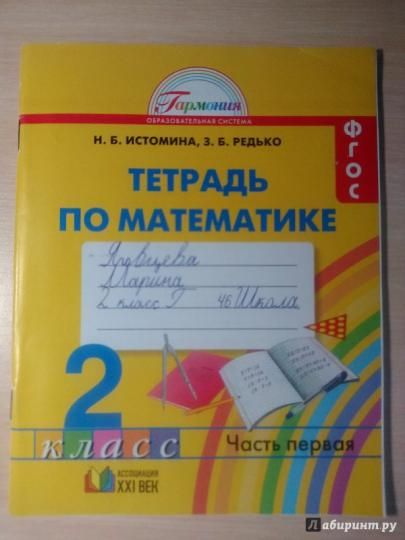 Гармония
ОБРАЗОВАТЕЛЬНАЯ СИСТЕМА
ФГОС
Н. Б. ИСТОМИНА, З. Б. РЕДЬКО
ТЕТРАДЬ
ПО МАТЕМАТИКЕ
Яровцева
Марина
2 класс Г 46 Школа
2
класс
Часть первая
АССОЦИАЦИЯ
XXI ВЕК
Лабиринт.ру